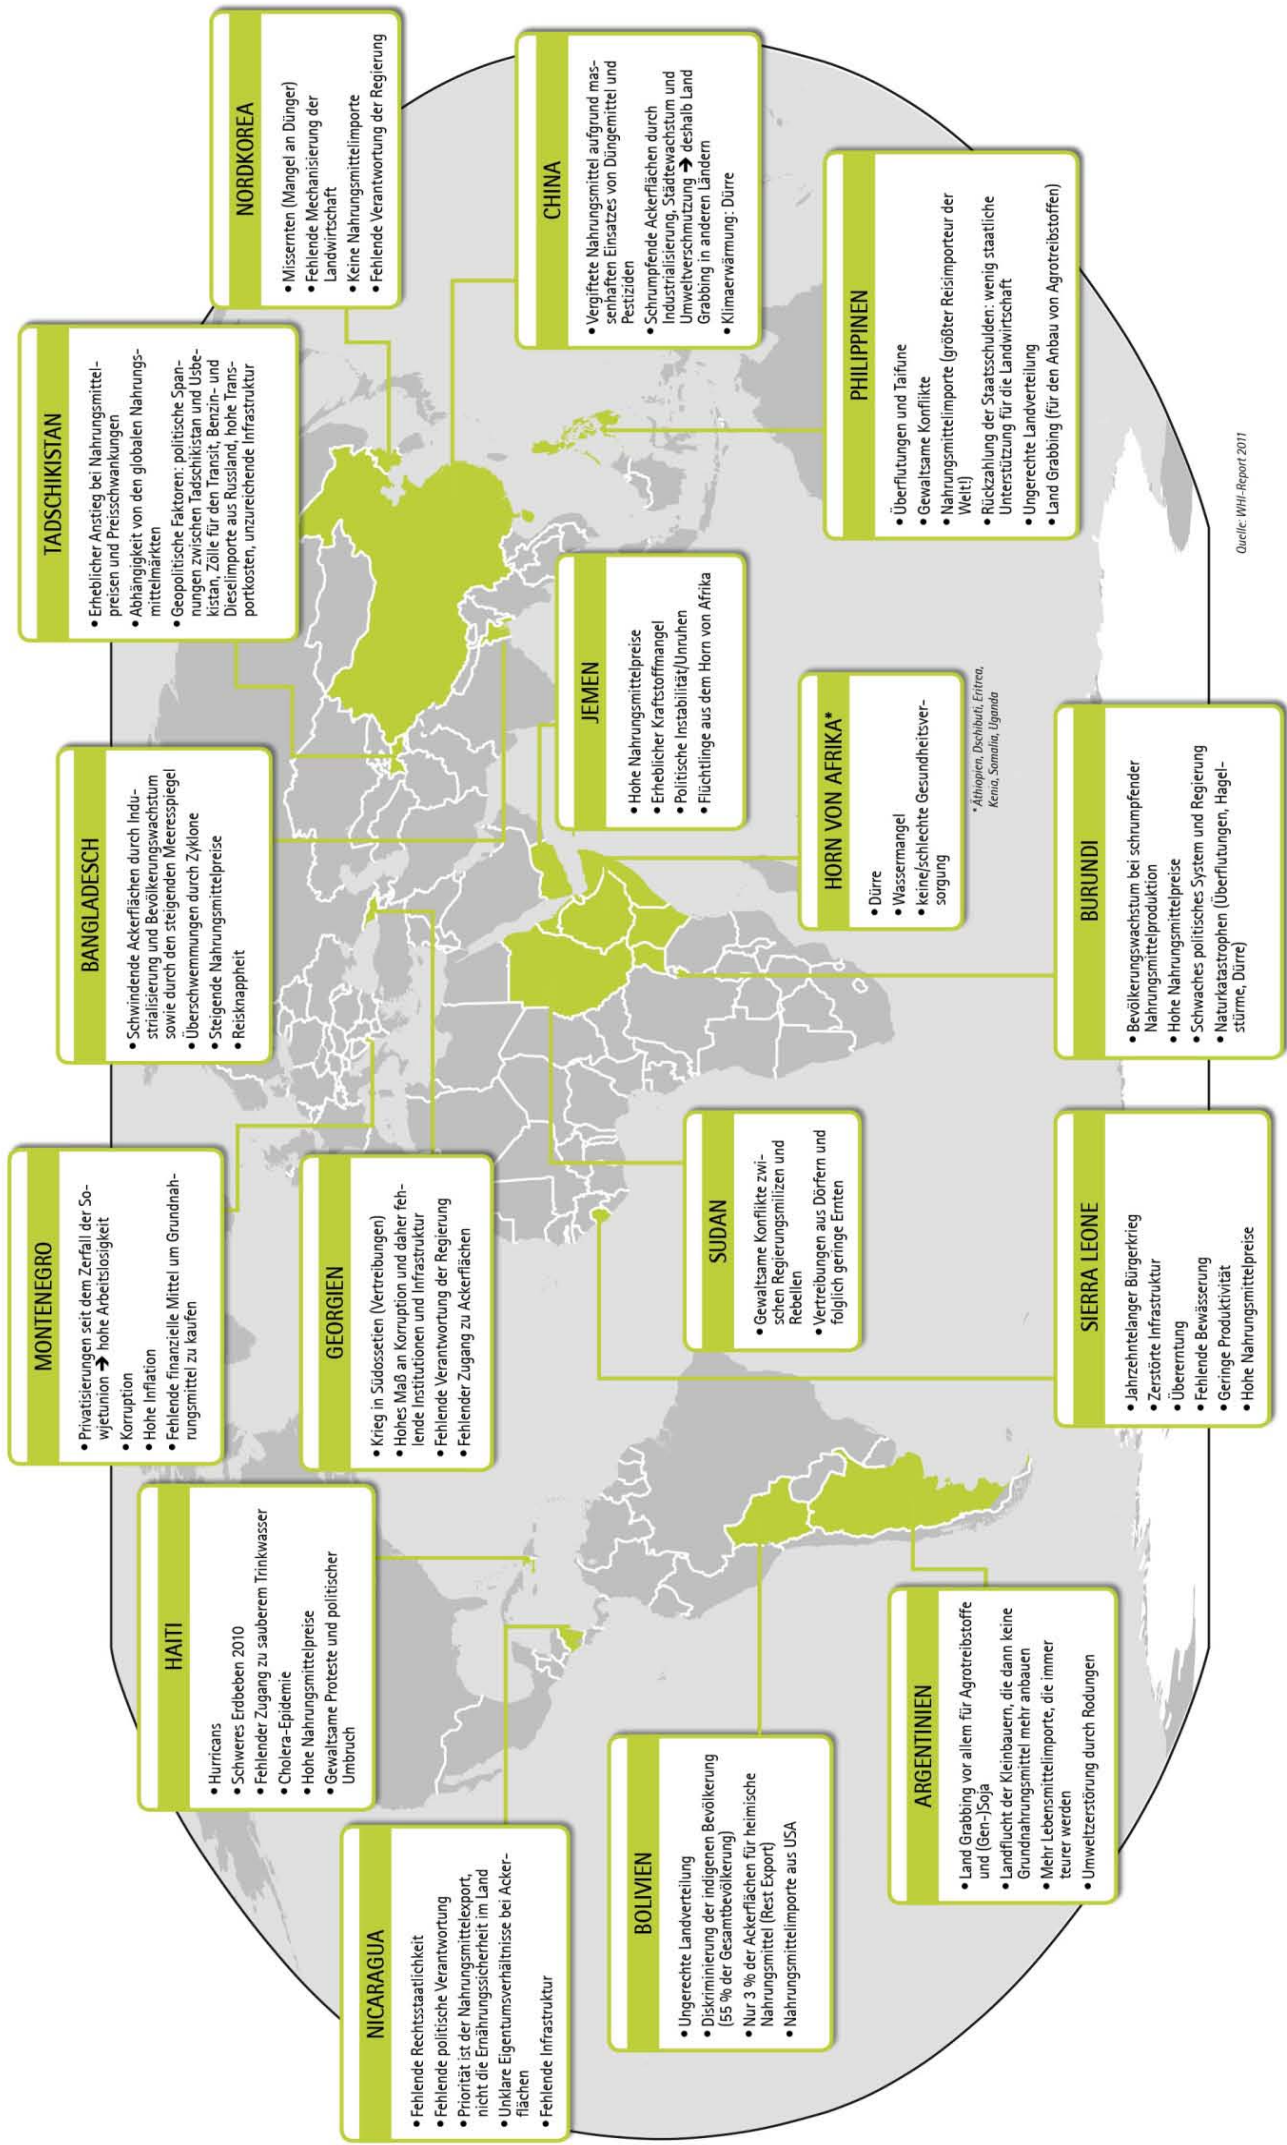 NICARAGUA
• Fehlende Rechtsstaatlichkeit
• Fehlende politische Verantwortung
• Priorität ist der Nahrungsmittelexport,
nicht die Ernährungssicherheit im Land
• Unklare Eigentumsverhältnisse bei Acker-
flächen
• Fehlende Infrastruktur
HAITI
• Hurricans
• Schweres Erdbeben 2010
• Fehlender Zugang zu sauberem Trinkwasser
• Cholera-Epidemie
• Hohe Nahrungsmittelpreise
• Gewaltsame Proteste und politischer
Umbruch
MONTENEGRO
• Privatisierungen seit dem Zerfall der So-
wjetunion ➔ hohe Arbeitslosigkeit
• Korruption
• Hohe Inflation
• Fehlende finanzielle Mittel um Grundnah-
rungsmittel zu kaufen
BANGLADESCH
• Schwindende Ackerflächen durch Indu-
strialisierung und Bevölkerungswachstum
sowie durch den steigenden Meeresspiegel
• Überschwemmungen durch Zyklone
• Steigende Nahrungsmittelpreise
• Reisknappheit
TADSCHIKISTAN
• Erheblicher Anstieg bei Nahrungsmittel-
preisen und Preisschwankungen
• Abhängigkeit von den globalen Nahrungs-
mittelmärkten
• Geopolitische Faktoren: politische Span-
nungen zwischen Tadschikistan und Usbe-
kistan, Zölle für den Transit, Benzin- und
Dieselimporte aus Russland, hohe Trans-
portkosten, unzureichende Infrastruktur
NORDKOREA
• Missernten (Mangel an Dünger)
• Fehlende Mechanisierung der
Landwirtschaft
• Keine Nahrungsmittelimporte
• Fehlende Verantwortung der Regierung
GEORGIEN
• Krieg in Südossetien (Vertreibungen)
• Hohes Maß an Korruption und daher feh-
lende Institutionen und Infrastruktur
• Fehlende Verantwortung der Regierung
• Fehlender Zugang zu Ackerflächen
CHINA
• Vergiftete Nahrungsmittel aufgrund mas-
senhaften Einsatzes von Düngemittel und
Pestiziden
• Schrumpfende Ackerflächen durch
Industrialisierung, Städtewachstum und
Umweltverschmutzung ➔ deshalb Land
Grabbing in anderen Ländern
• Klimaerwärmung: Dürre
BOLIVIEN
• Ungerechte Landverteilung
• Diskriminierung der indigenen Bevölkerung
(55 % der Gesamtbevölkerung)
• Nur 3 % der Ackerflächen für heimische
Nahrungsmittel (Rest Export)
• Nahrungsmittelimporte aus USA
SUDAN
• Gewaltsame Konflikte zwi-
schen Regierungsmilizen und
Rebellen
• Vertreibungen aus Dörfern und
folglich geringe Ernten
JEMEN
• Hohe Nahrungsmittelpreise
• Erheblicher Kraftstoffmangel
• Politische Instabilität/Unruhen
• Flüchtlinge aus dem Horn von Afrika
HORN VON AFRIKA*
• Dürre
• Wassermangel
• keine/schlechte Gesundheitsver-
sorgung
* Äthiopien, Dschibuti, Eritrea,
Kenia, Somalia, Uganda
PHILIPPINEN
• Überflutungen und Taifune
• Gewaltsame Konflikte
• Nahrungsmittelimporte (größter Reisimporteur der
Welt!)
• Rückzahlung der Staatsschulden: wenig staatliche
Unterstützung für die Landwirtschaft
• Ungerechte Landverteilung
• Land Grabbing (für den Anbau von Agrotreibstoffen)
ARGENTINIEN
• Land Grabbing vor allem für Agrotreibstoffe
und (Gen-)Soja
• Landflucht der Kleinbauern, die dann keine
Grundnahrungsmittel mehr anbauen
• Mehr Lebensmittelimporte, die immer
teurer werden
• Umweltzerstörung durch Rodungen
SIERRA LEONE
• Jahrzehntelanger Bürgerkrieg
• Zerstörte Infrastruktur
• Überernutung
• Fehlende Bewässerung
• Geringe Produktivität
• Hohe Nahrungsmittelpreise
BURUNDI
• Bevölkerungswachstum bei schrumpfender
Nahrungsmittelproduktion
• Hohe Nahrungsmittelpreise
• Schwaches politisches System und Regierung
• Naturkatastrophen (Überflutungen, Hagel-
stürme, Dürre)
Quelle: WHI-Report 2011